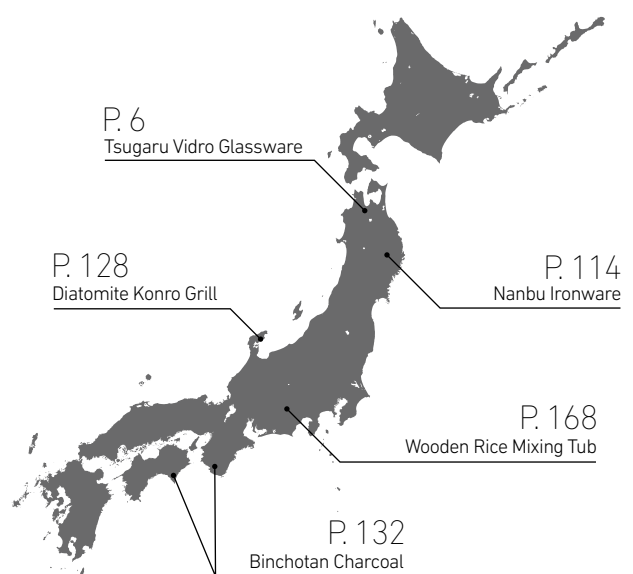 P. 6
Tsugaru Vidro Glassware
P. 128
Diatomite Konro Grill
P. 114
Nanbu Ironware
P. 168
Wooden Rice Mixing Tub
P. 132
Binchotan Charcoal